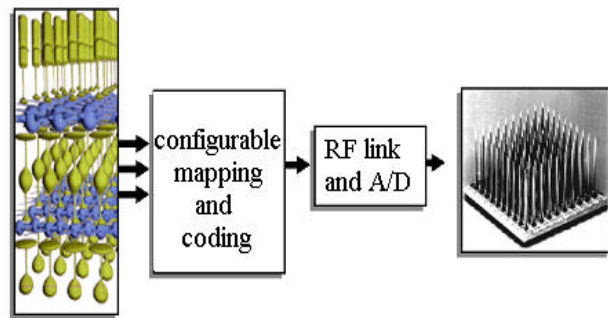 configurable
mapping
and
coding
RF link
and A/D